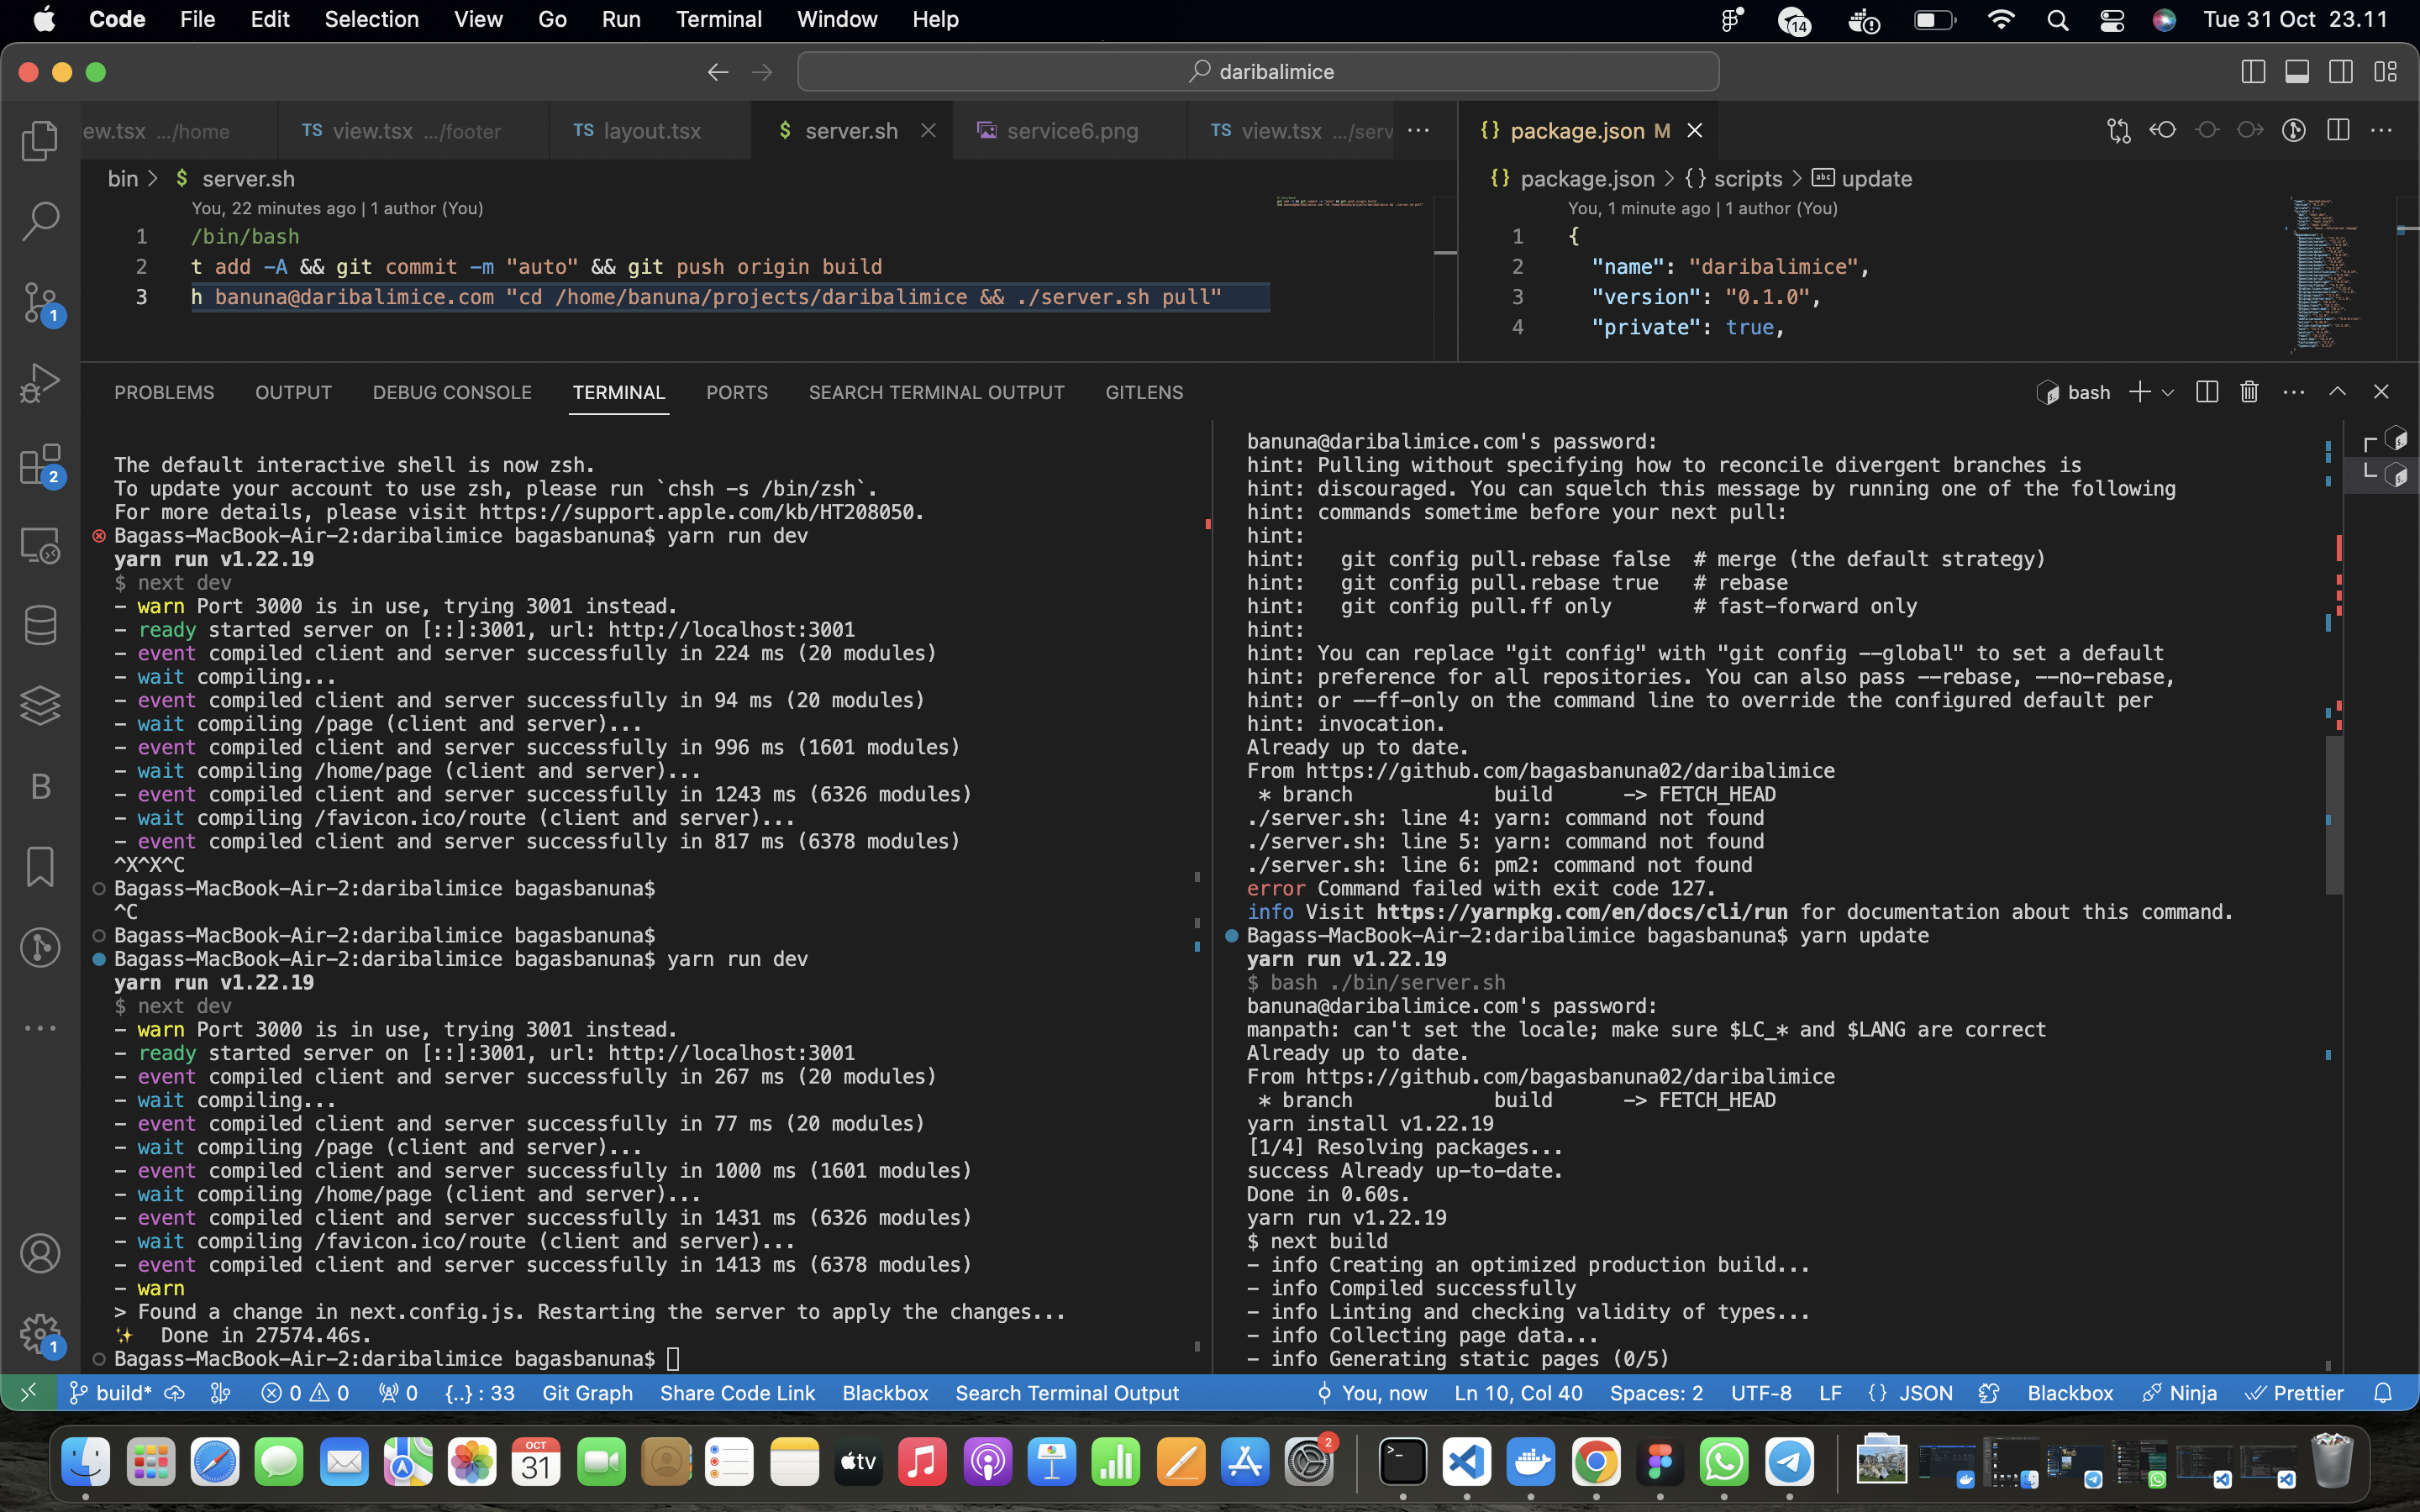 Code File Edit Selection View Go Run Terminal Window Help 14 Tue 31 Oct 23.11
daribalimice
ew.tsx .../home TS view.tsx .../footer TS layout.tsx $ server.sh service6.png TS view.tsx .../serv ... {} package.json M
bin > $ server.sh
You, 22 minutes ago | 1 author (You)
1 /bin/bash
2 t add -A && git commit -m "auto" && git push origin build
3 h banuna@daribalimice.com "cd /home/banuna/projects/daribalimice && ./server.sh pull"
{} package.json > {} scripts > abc update
You, 1 minute ago | 1 author (You)
1 {
2 "name": "daribalimice",
3 "version": "0.1.0",
4 "private": true,
PROBLEMS OUTPUT DEBUG CONSOLE TERMINAL PORTS SEARCH TERMINAL OUTPUT GITLENS bash
The default interactive shell is now zsh.
To update your account to use zsh, please run `chsh -s /bin/zsh`.
For more details, please visit https://support.apple.com/kb/HT208050.
Bagass-MacBook-Air-2:daribalimice bagasbanuna$ yarn run dev
yarn run v1.22.19
$ next dev
- warn Port 3000 is in use, trying 3001 instead.
- ready started server on [::]:3001, url: http://localhost:3001
- event compiled client and server successfully in 224 ms (20 modules)
- wait compiling...
- event compiled client and server successfully in 94 ms (20 modules)
- wait compiling /page (client and server)...
- event compiled client and server successfully in 996 ms (1601 modules)
- wait compiling /home/page (client and server)...
- event compiled client and server successfully in 1243 ms (6326 modules)
- wait compiling /favicon.ico/route (client and server)...
- event compiled client and server successfully in 817 ms (6378 modules)
^X^X^C
Bagass-MacBook-Air-2:daribalimice bagasbanuna$
^C
Bagass-MacBook-Air-2:daribalimice bagasbanuna$
Bagass-MacBook-Air-2:daribalimice bagasbanuna$ yarn run dev
yarn run v1.22.19
$ next dev
- warn Port 3000 is in use, trying 3001 instead.
- ready started server on [::]:3001, url: http://localhost:3001
- event compiled client and server successfully in 267 ms (20 modules)
- wait compiling...
- event compiled client and server successfully in 77 ms (20 modules)
- wait compiling /page (client and server)...
- event compiled client and server successfully in 1000 ms (1601 modules)
- wait compiling /home/page (client and server)...
- event compiled client and server successfully in 1431 ms (6326 modules)
- wait compiling /favicon.ico/route (client and server)...
- event compiled client and server successfully in 1413 ms (6378 modules)
- warn
> Found a change in next.config.js. Restarting the server to apply the changes...
✨ Done in 27574.46s.
Bagass-MacBook-Air-2:daribalimice bagasbanuna$
banuna@daribalimice.com's password:
hint: Pulling without specifying how to reconcile divergent branches is
hint: discouraged. You can squelch this message by running one of the following
hint: commands sometime before your next pull:
hint:
hint: git config pull.rebase false # merge (the default strategy)
hint: git config pull.rebase true # rebase
hint: git config pull.ff only # fast-forward only
hint:
hint: You can replace "git config" with "git config --global" to set a default
hint: preference for all repositories. You can also pass --rebase, --no-rebase,
hint: or --ff-only on the command line to override the configured default per
hint: invocation.
Already up to date.
From https://github.com/bagasbanuna02/daribalimice
* branch build -> FETCH_HEAD
./server.sh: line 4: yarn: command not found
./server.sh: line 5: yarn: command not found
./server.sh: line 6: pm2: command not found
error Command failed with exit code 127.
info Visit https://yarnpkg.com/en/docs/cli/run for documentation about this command.
Bagass-MacBook-Air-2:daribalimice bagasbanuna$ yarn update
yarn run v1.22.19
$ bash ./bin/server.sh
banuna@daribalimice.com's password:
manpath: can't set the locale; make sure $LC_* and $LANG are correct
Already up to date.
From https://github.com/bagasbanuna02/daribalimice
* branch build -> FETCH_HEAD
yarn install v1.22.19
[1/4] Resolving packages...
success Already up-to-date.
Done in 0.60s.
yarn run v1.22.19
$ next build
- info Creating an optimized production build...
- info Compiled successfully
- info Linting and checking validity of types...
- info Collecting page data...
- info Generating static pages (0/5)
1
2
B
1
build* 0 0 0 {..} : 33 Git Graph Share Code Link Blackbox Search Terminal Output You, now Ln 10, Col 40 Spaces: 2 UTF-8 LF {} JSON Blackbox Ninja Prettier
OCT
31
tv
2